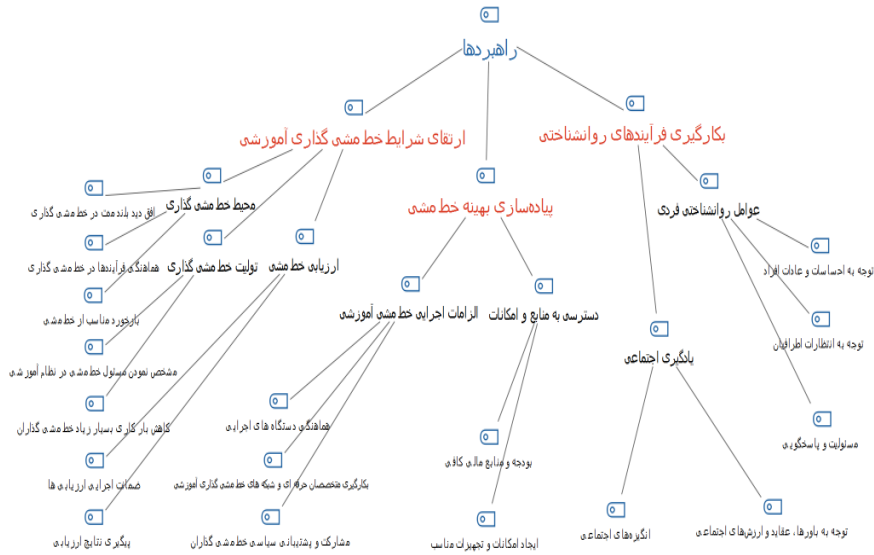 راهبردها
ارتقای شرایط خط مشی گذاری آموزشی
بکارگیری فرآیندهای روانشناختی
پیاده‌سازی بهینه خط مشی
محیط خط مشی گذاری
تولیت خط مشی گذاری
ارزیابی خط مشی
افق دید بلند مدت در خط مشی گذاری
هماهنگی فرآیندها در خط مشی گذاری
بازخورد مناسب از خط مشی
مشخص نمودن مسئول خط مشی در نظام آموزشی
کاهش بار کاری بسیار زیاد خط مشی گذاران
ضمانت اجرایی ارزیابی ها
پیگیری نتایج ارزیابی
الزامات اجرایی خط مشی آموزشی
دسترسی به منابع و امکانات
هماهنگی دستگاه های اجرایی
بکارگیری متخصصان حرفه ای و شبکه های خط مشی گذاری آموزشی
مشارکت و پشتیبانی سیاسی خط مشی گذاران
بودجه و منابع مالی کافی
ایجاد امکانات و تجهیزات مناسب
عوامل روانشناختی فردی
یادگیری اجتماعی
توجه به احساسات و عادات افراد
توجه به انتظارات اطرافیان
مسئولیت و پاسخگویی
انگیزه‌های اجتماعی
توجه به باورها، عقاید و ارزش‌های اجتماعی